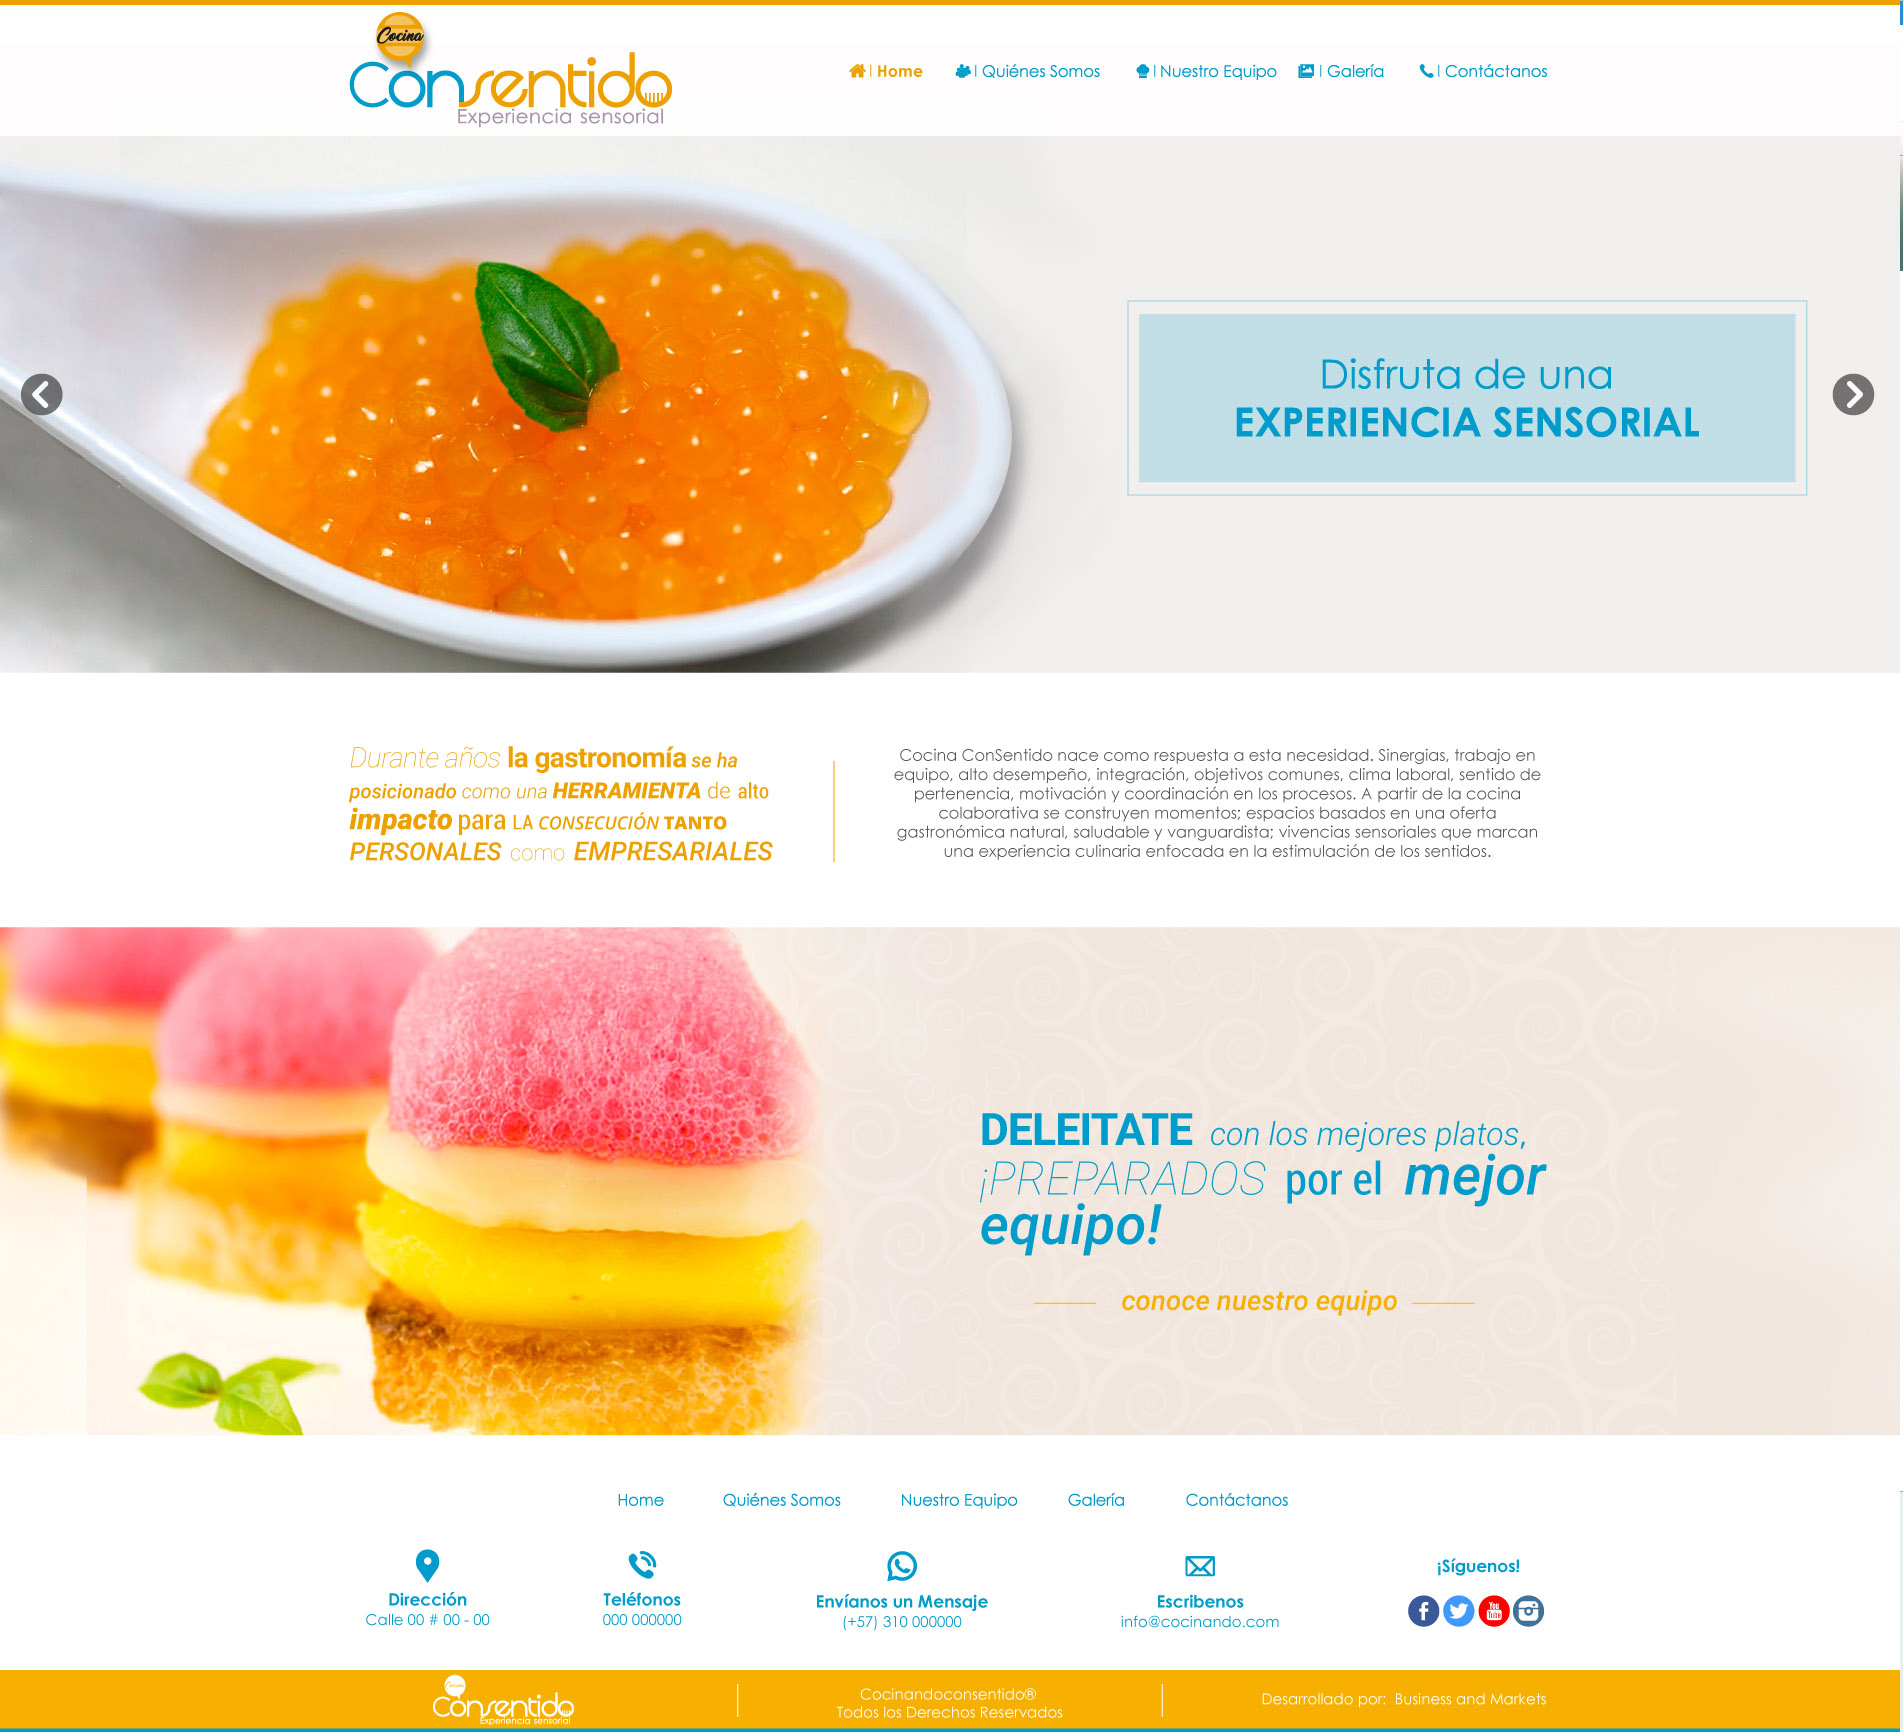 Cocina
Consentido
Experiencia sensorial
Home
Quiénes Somos
Nuestro Equipo
Galería
Contáctanos
Disfruta de una
EXPERIENCIA SENSORIAL
Durante años la gastronomía se ha
posicionado como una HERRAMIENTA de alto
impacto para LA CONSECUCIÓN TANTO
PERSONALES como EMPRESARIALES
Cocina ConSentido nace como respuesta a esta necesidad. Sinergias, trabajo en
equipo, alto desempeño, integración, objetivos comunes, clima laboral, sentido de
pertenencia, motivación y coordinación en los procesos. A partir de la cocina
colaborativa se construyen momentos; espacios basados en una oferta
gastronómica natural, saludable y vanguardista; vivencias sensoriales que marcan
una experiencia culinaria enfocada en la estimulación de los sentidos.
DELEITATE con los mejores platos,
¡PREPARADOS por el mejor
equipo!
conoce nuestro equipo
Home
Quiénes Somos
Nuestro Equipo
Galería
Contáctanos
Dirección
Calle 00 # 00 - 00
Teléfonos
000 000000
Envíanos un Mensaje
(+57) 310 000000
Escribenos
info@cocinando.com
¡Síguenos!
You
Tube
Cocina
Consentido
Experiencia sensorial
Cocinandoconsentido®
Todos los Derechos Reservados
Desarrollado por: Business and Markets